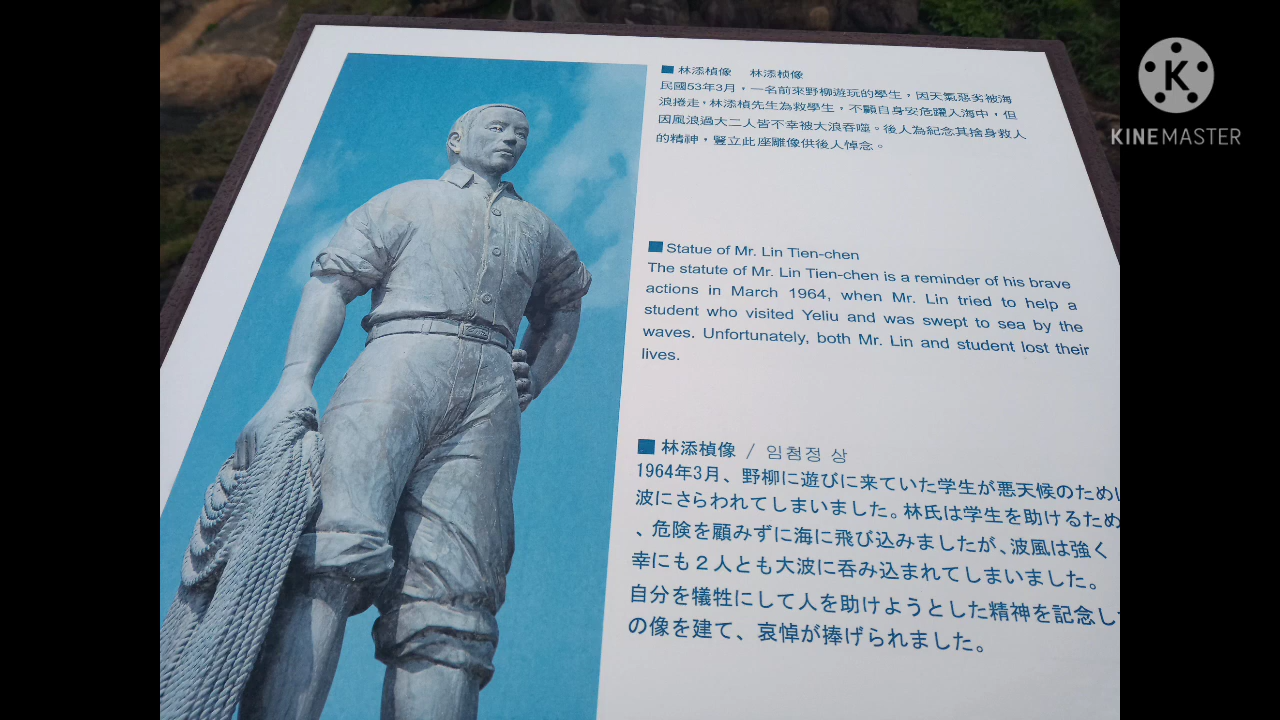 林添楨像 林添桢像
民國53年3月，一名前來野柳遊玩的學生，因天氣惡劣被海
浪捲走，林添楨先生為救學生，不顧自身安危躍入海中，但
因風浪過大二人皆不幸被大浪吞噬。後人為紀念其捨身救人
的精神，豎立此座雕像供後人悼念。
Statue of Mr. Lin Tien-chen
The statute of Mr. Lin Tien-chen is a reminder of his brave
actions in March 1964, when Mr. Lin tried to help a
student who visited Yeliu and was swept to sea by the
waves. Unfortunately, both Mr. Lin and student lost their
lives.
林添楨像 / 임첨정 상
1964年3月、野柳に遊びに来ていた学生が悪天候のために
波にさらわれてしまいました。林氏は学生を助けるため
、危険を顧みずに海に飛び込みましたが、波風は強く
幸にも２人とも大波に呑み込まれてしまいました。
自分を犠牲にして人を助けようとした精神を記念し
の像を建て、哀悼が捧げられました。
KINEMASTER